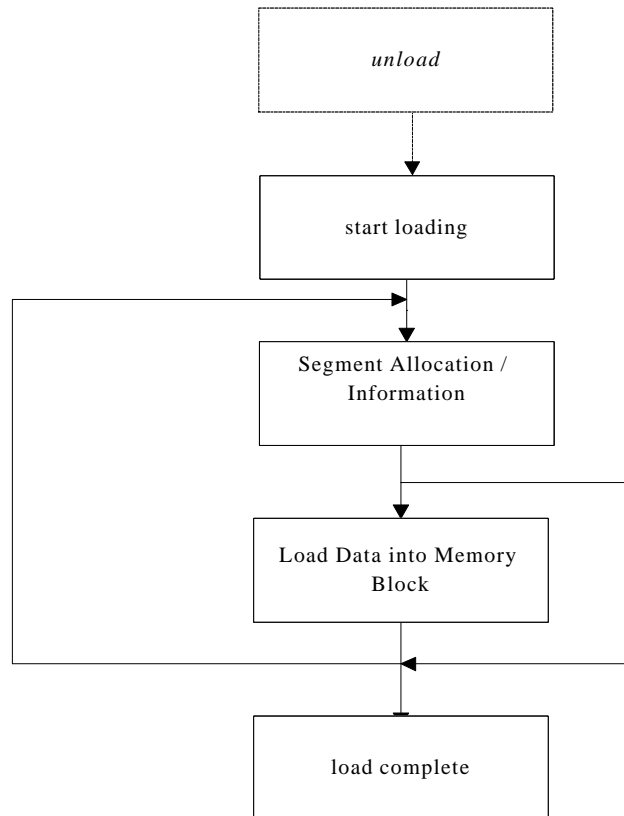 unload
start loading
Segment Allocation /
Information
Load Data into Memory
Block
load complete